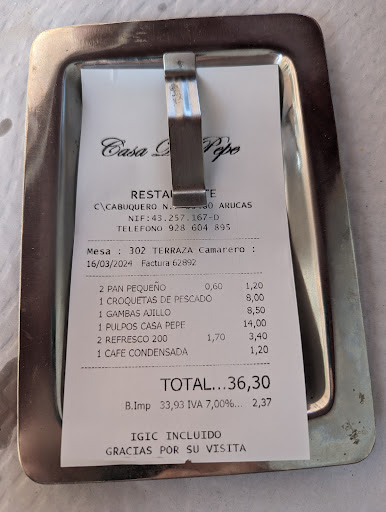 Casa Pepe
RESTAURANTE
C\CABUQUERO N. ARUCAS
NIF:43.257.167-D
TELEFONO 928 604 895
Mesa : 302 TERRAZA Camarero :
16/03/2024 Factura 62892
2 PAN PEQUEÑO 0,60 1,20
1 CROQUETAS DE PESCADO 8,00
1 GAMBAS AJILLO 8,50
1 PULPOS CASA PEPE 14,00
2 REFRESCO 200 1,70 3,40
1 CAFE CONDENSADA 1,20
TOTAL...36,30
B.Imp 33,93 IVA 7,00%... 2,37
IGIC INCLUIDO
GRACIAS POR SU VISITA